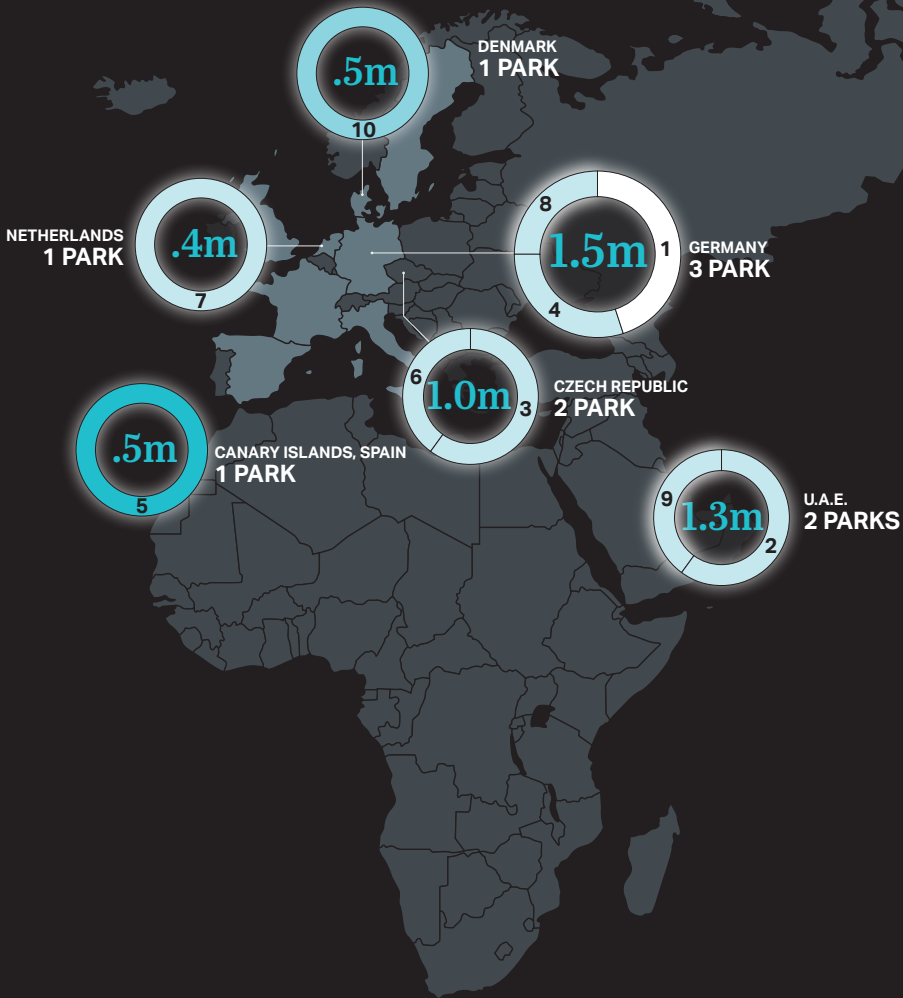 .5m
10
DENMARK
1 PARK
NETHERLANDS
1 PARK
.4m
7
8
1
4
1.5m
GERMANY
3 PARK
6
3
1.0m
CZECH REPUBLIC
2 PARK
.5m
5
CANARY ISLANDS, SPAIN
1 PARK
9
2
1.3m
U.A.E.
2 PARKS